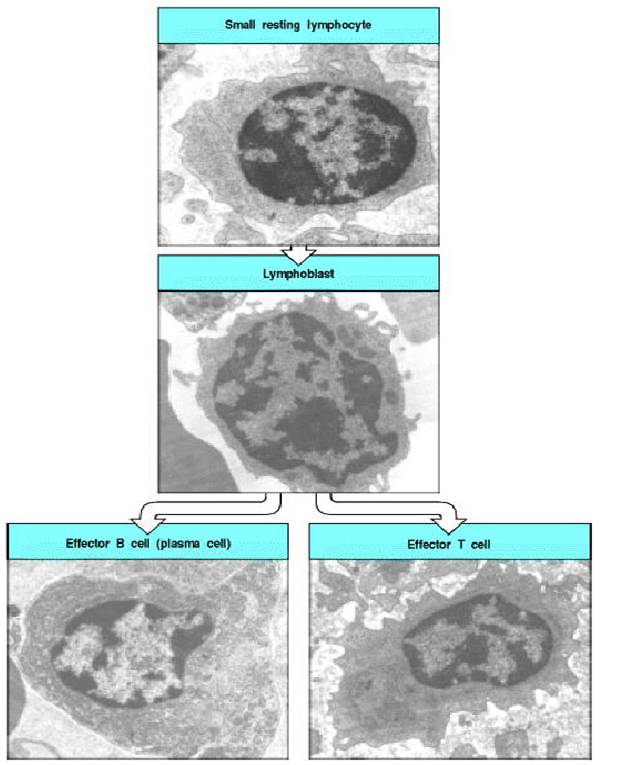 Small resting lymphocyte
Lymphoblast
Effector B cell (plasma cell)
Effector T cell